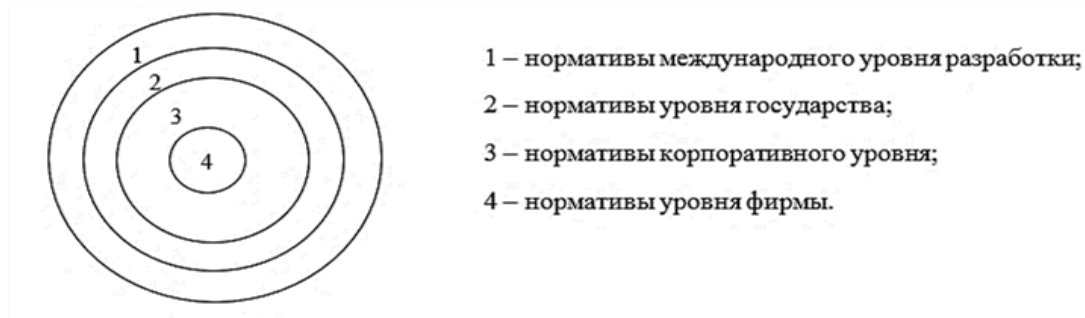 1
2
3
4
1 – нормативы международного уровня разработки;
2 – нормативы уровня государства;
3 – нормативы корпоративного уровня;
4 – нормативы уровня фирмы.